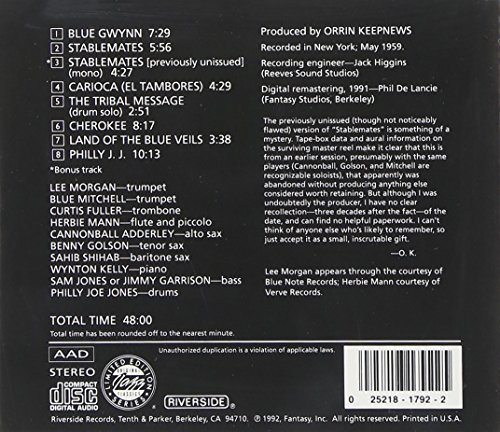 1 BLUE GWYNN 7:29
2 STABLEMATES 5:56
*3 STABLEMATES [previously unissued]
(mono) 4:27
4 CARIOCA (EL TAMBORES) 4:29
5 THE TRIBAL MESSAGE
(drum solo) 2:51
6 CHEROKEE 8:17
7 LAND OF THE BLUE VEILS 3:38
8 PHILLY J. J. 10:13
*Bonus track
LEE MORGAN—trumpet
BLUE MITCHELL—trumpet
CURTIS FULLER—trombone
HERBIE MANN—flute and piccolo
CANNONBALL ADDERLEY—alto sax
BENNY GOLSON—tenor sax
SAHIB SHIHAB—baritone sax
WYNTON KELLY—piano
SAM JONES or JIMMY GARRISON—bass
PHILLY JOE JONES—drums
TOTAL TIME 48:00
Total time has been rounded off to the nearest minute.
Produced by ORRIN KEEPNEWS
Recorded in New York; May 1959.
Recording engineer—Jack Higgins
(Reeves Sound Studios)
Digital remastering, 1991—Phil De Lancie
(Fantasy Studios, Berkeley)
The previously unissued (though not noticeably
flawed) version of "Stablemates" is something of a
mystery. Tape-box data and aural information on
the surviving master reel make it clear that this is
from an earlier session, presumably with the same
players (Cannonball, Golson, and Mitchell are
recognizable soloists), that apparently was
abandoned without producing anything else
considered worth retaining. But although I was
undoubtedly the producer, I have no clear
recollection—three decades after the fact—of the
date, and can find no helpful paperwork. I can't
think of anyone else who's likely to remember, so
just accept it as a small, inscrutable gift.
—O. K.
Lee Morgan appears through the courtesy of
Blue Note Records; Herbie Mann courtesy of
Verve Records.
Unauthorized duplication is a violation of applicable laws.
AAD
STEREO
COMPACT
disc
DIGITAL AUDIO
LIMITED EDITION
ORIGINAL
Jazz
CLASSICS
SERIES
RIVERSIDE
0 25218-1792-2
Riverside Records, Tenth & Parker, Berkeley, CA 94710. ℗ 1992, Fantasy, Inc. All rights reserved. Printed in U.S.A.